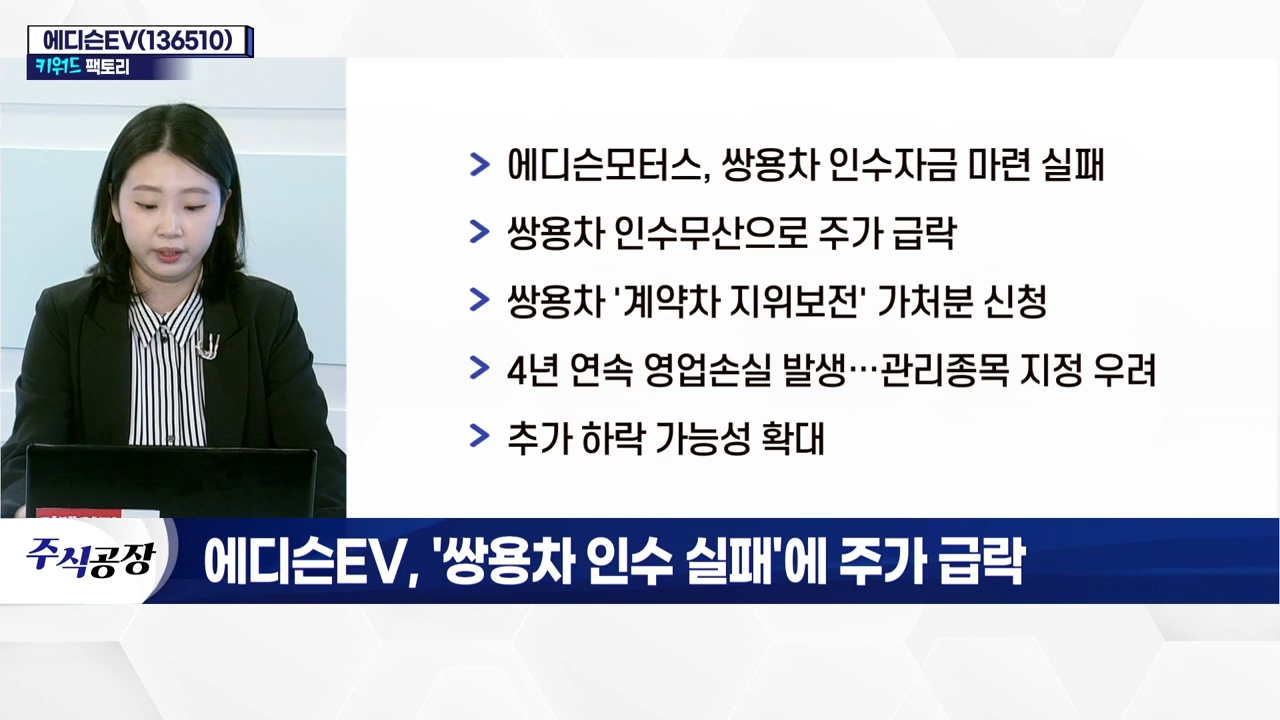 에디슨EV(136510)
키워드 팩토리
> 에디슨모터스, 쌍용차 인수자금 마련 실패
> 쌍용차 인수무산으로 주가 급락
> 쌍용차 '계약차 지위보전' 가처분 신청
> 4년 연속 영업손실 발생…관리종목 지정 우려
> 추가 하락 가능성 확대
주식공장
에디슨EV, '쌍용차 인수 실패'에 주가 급락